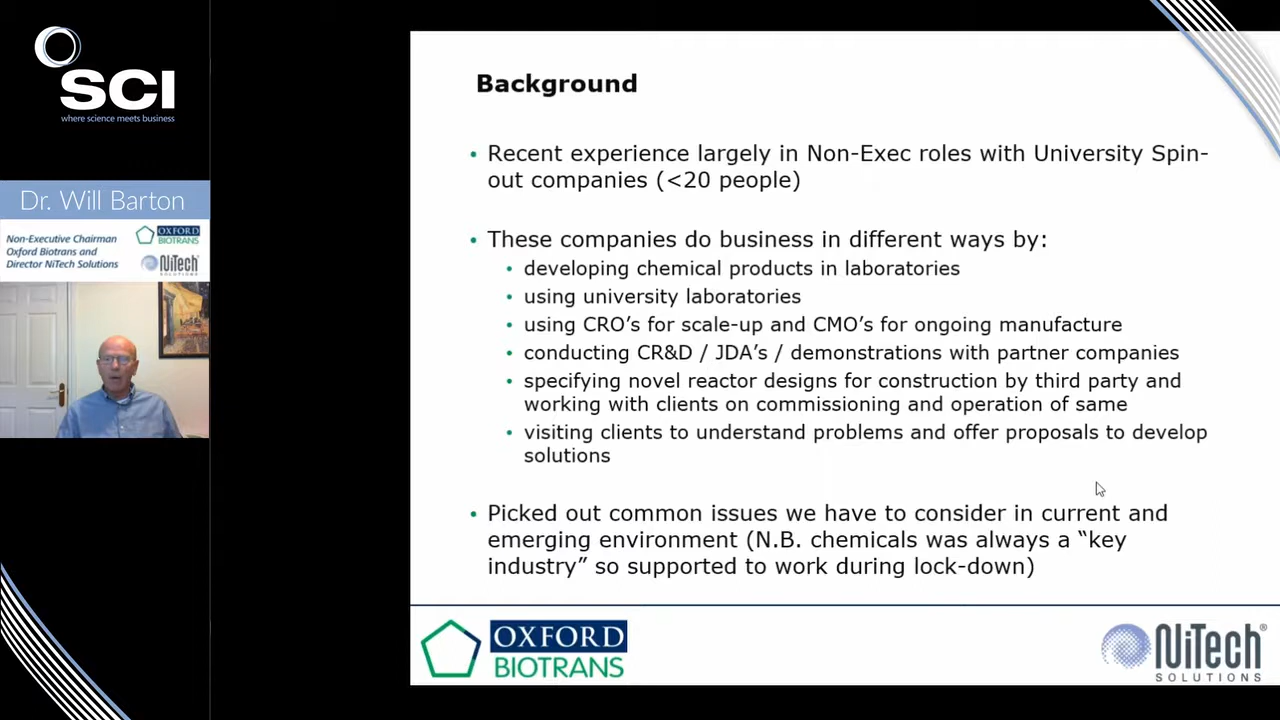 SCI
where science meets business
Dr. Will Barton
Non-Executive Chairman
Oxford Biotrans and
Director NiTech Solutions
OXFORD
BIOTRANS
NiTech
SOLUTIONS
Background
• Recent experience largely in Non-Exec roles with University Spin-
out companies (<20 people)
• These companies do business in different ways by:
• developing chemical products in laboratories
• using university laboratories
• using CRO’s for scale-up and CMO’s for ongoing manufacture
• conducting CR&D / JDA’s / demonstrations with partner companies
• specifying novel reactor designs for construction by third party and
working with clients on commissioning and operation of same
• visiting clients to understand problems and offer proposals to develop
solutions
• Picked out common issues we have to consider in current and
emerging environment (N.B. chemicals was always a “key
industry” so supported to work during lock-down)
OXFORD
BIOTRANS
NiTech®
SOLUTIONS